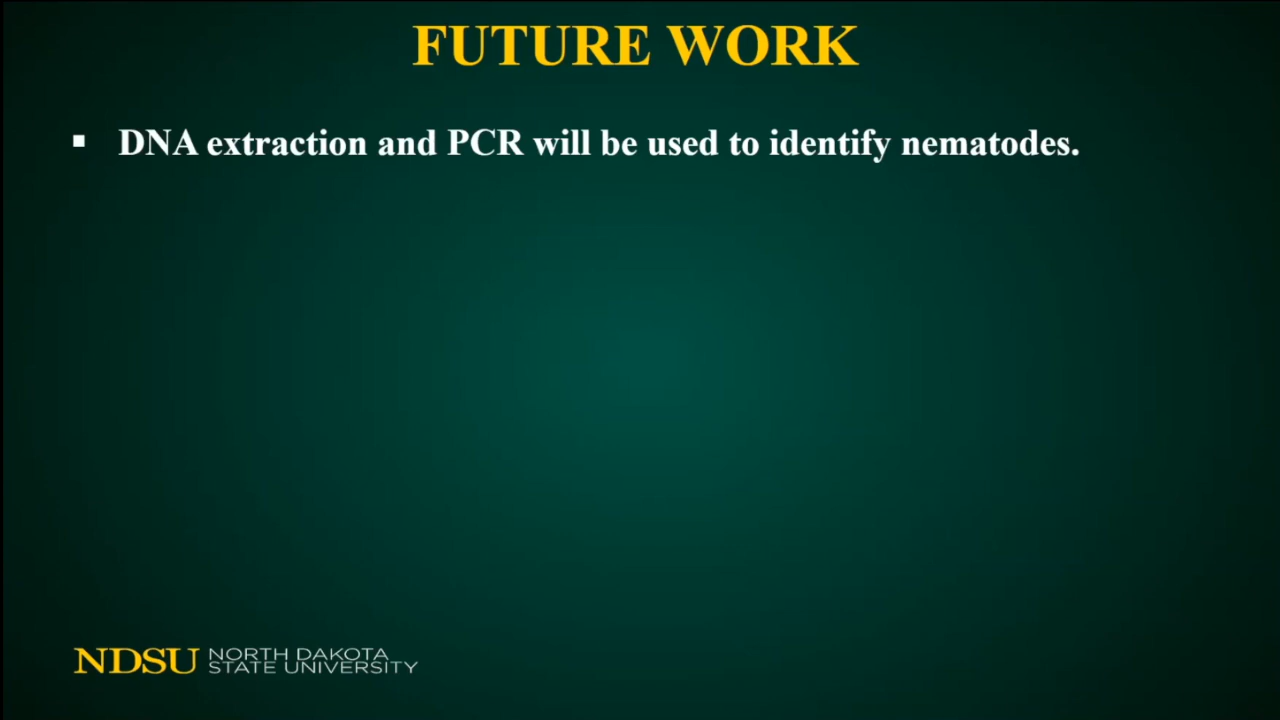 FUTURE WORK
▪ DNA extraction and PCR will be used to identify nematodes.
NDSU NORTH DAKOTA
STATE UNIVERSITY